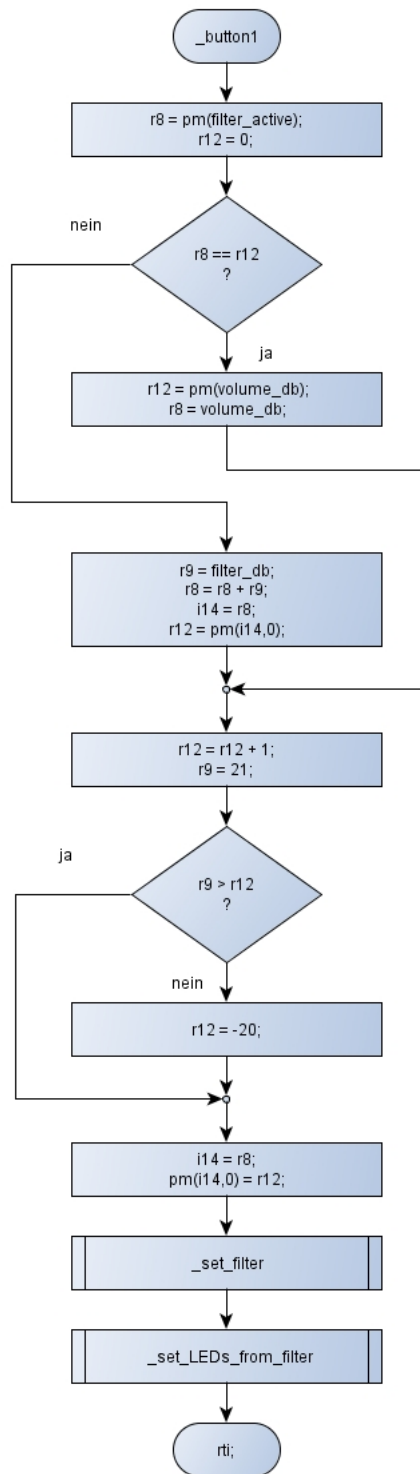 _button1
r8 = pm(filter_active);
r12 = 0;
nein
r8 == r12
?
ja
r12 = pm(volume_db);
r8 = volume_db;
r9 = filter_db;
r8 = r8 + r9;
i14 = r8;
r12 = pm(i14,0);
r12 = r12 + 1;
r9 = 21;
ja
r9 > r12
?
nein
r12 = -20;
i14 = r8;
pm(i14,0) = r12;
_set_filter
_set_LEDs_from_filter
rti;